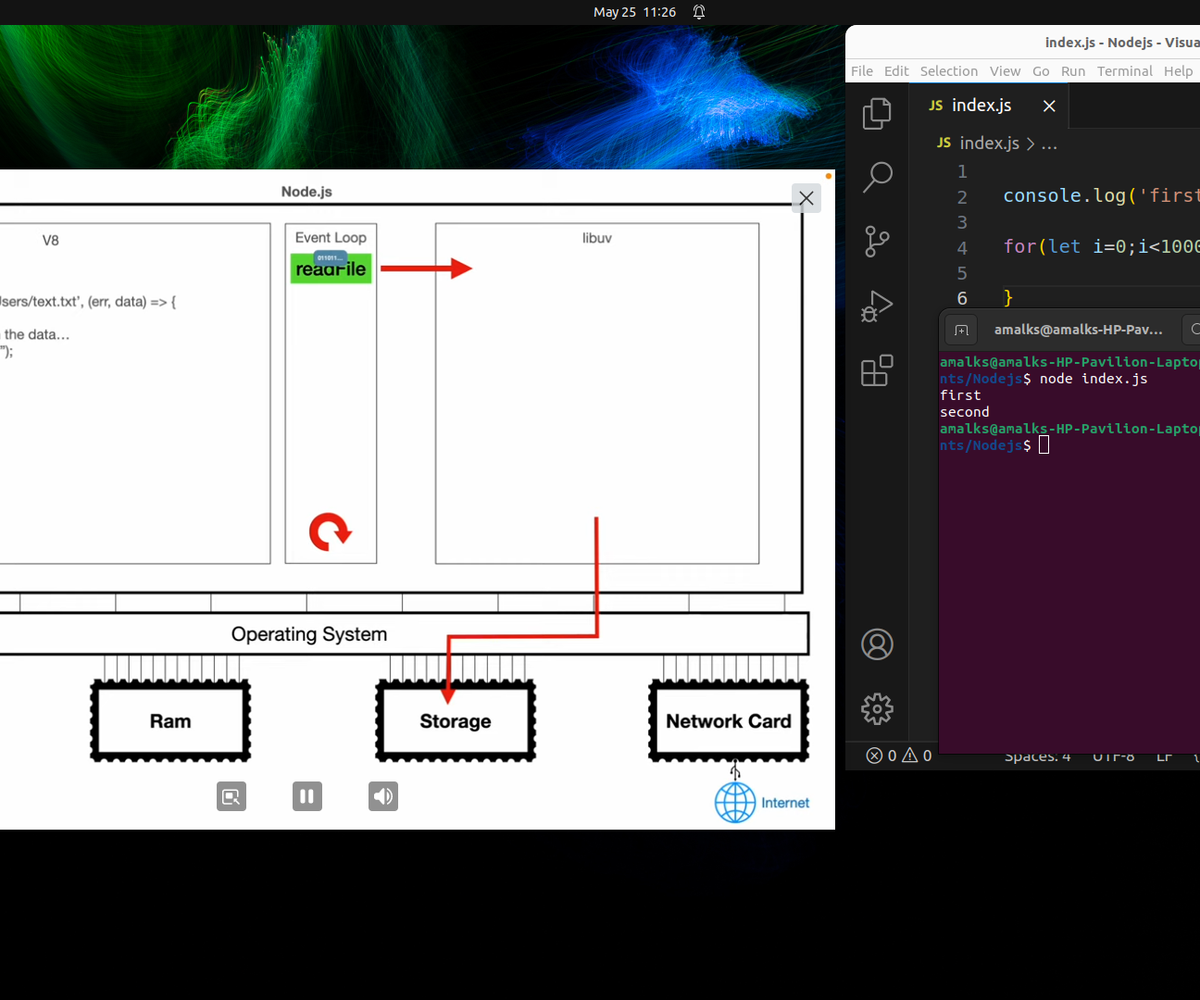 May 25 11:26
Node.js
V8
Event Loop
libuv
011011...
readFile
Jsers/text.txt', (err, data) => {
the data...
");
Operating System
Ram
Storage
Network Card
Internet
index.js - Nodejs - Visua
File Edit Selection View Go Run Terminal Help
JS index.js
JS index.js > ...
1
2 console.log('first
3
4 for(let i=0;i<1000
5
6 }
amalks@amalks-HP-Pav...
amalks@amalks-HP-Pavilion-Lapto
nts/Nodejs$ node index.js
first
second
amalks@amalks-HP-Pavilion-Lapto
nts/Nodejs$
0 0 Spaces: 4 UTF-8 LF